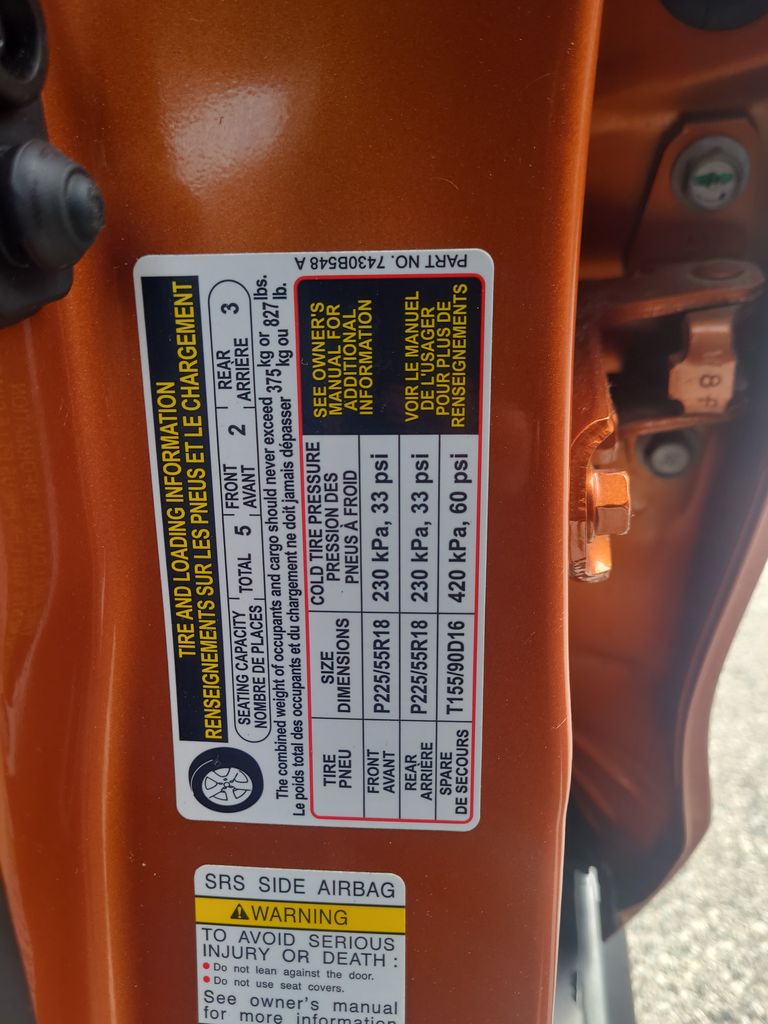 TIRE AND LOADING INFORMATION
RENSEIGNEMENTS SUR LES PNEUS ET LE CHARGEMENT
SEATING CAPACITY TOTAL 5 FRONT 2 REAR 3
NOMBRE DE PLACES AVANT ARRIÈRE
The combined weight of occupants and cargo should never exceed 375 kg or 827 lbs.
Le poids total des occupants et du chargement ne doit jamais dépasser kg ou lb.
TIRE SIZE COLD TIRE PRESSURE
PNEU DIMENSIONS PRESSION DES
PNEUS À FROID
SEE OWNER'S
MANUAL FOR
ADDITIONAL
INFORMATION
FRONT P225/55R18 230 kPa, 33 psi
AVANT
REAR P225/55R18 230 kPa, 33 psi
ARRIÈRE
SPARE T155/90D16 420 kPa, 60 psi
DE SECOURS
VOIR LE MANUEL
DE L'USAGER
POUR PLUS DE
RENSEIGNEMENTS
PART NO. 7430B548 A
SRS SIDE AIRBAG
WARNING
TO AVOID SERIOUS
INJURY OR DEATH :
Do not lean against the door.
Do not use seat covers.
See owner's manual
for more information
8 F